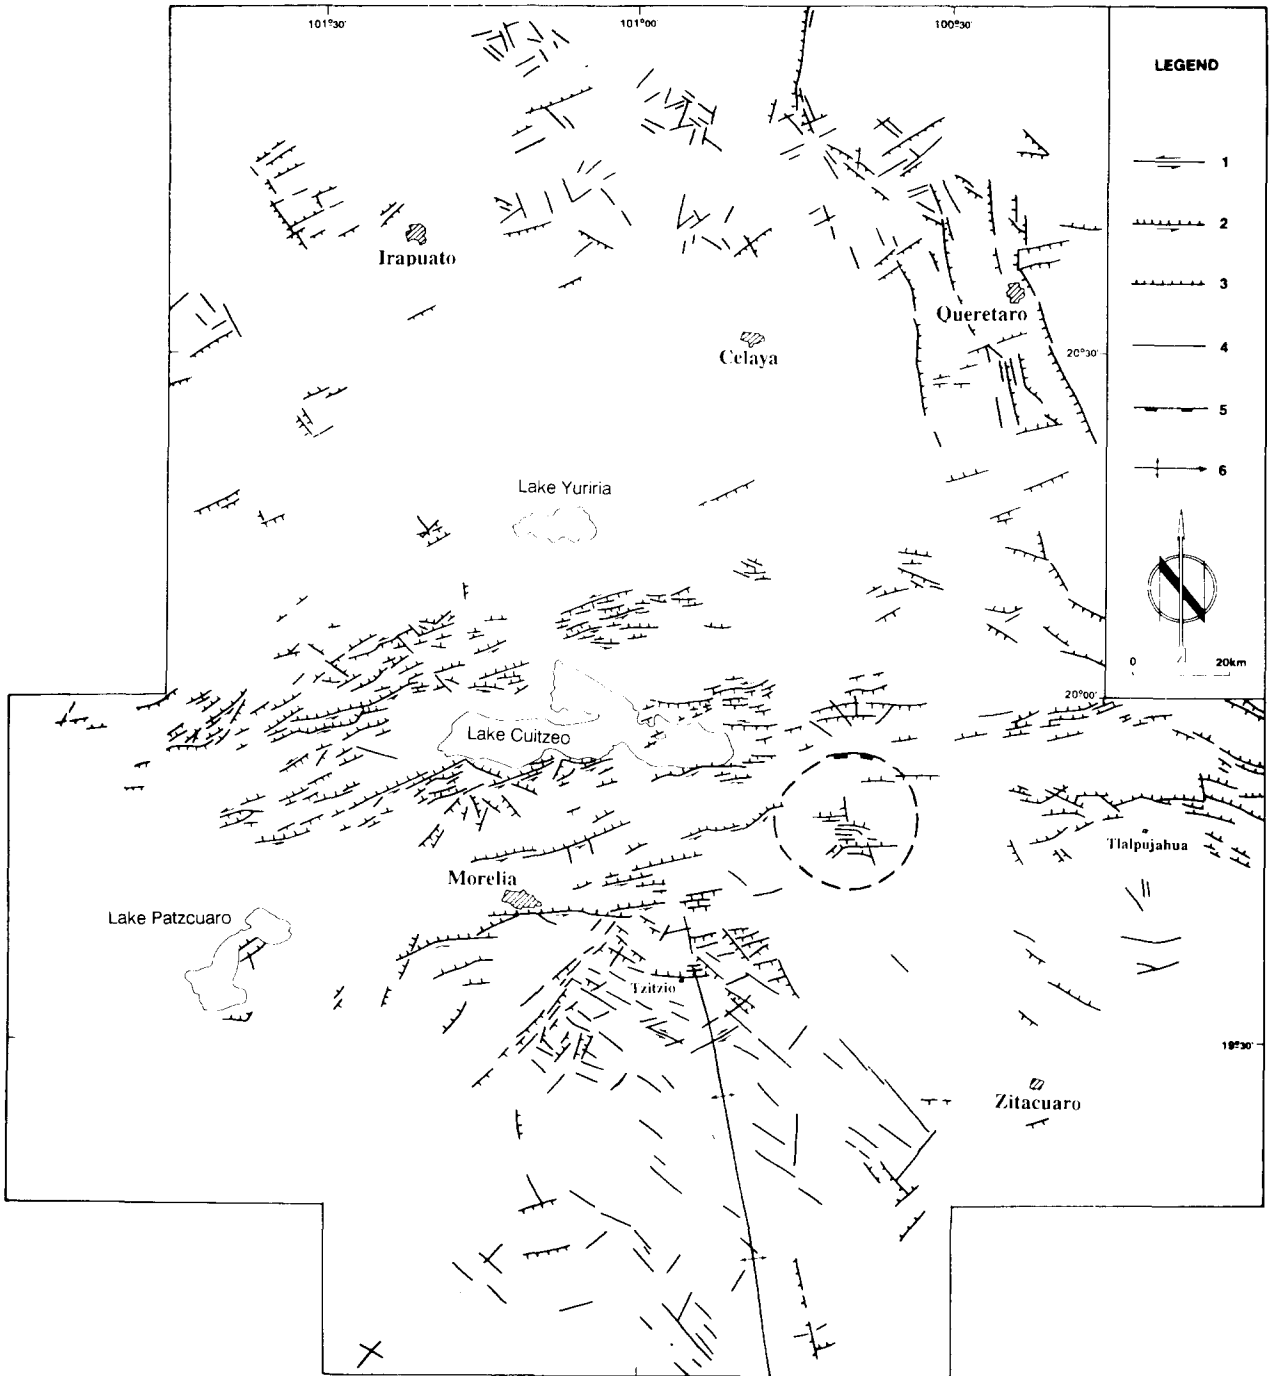 101°30'
101°00
100°30'
LEGEND
1
2
Irapuato
3
Queretaro
4
Celaya
20°30'
5
6
Lake Yuriria
0 20km
20°00'
Lake Cuitzeo
Tlalpujahua
Morelia
Lake Patzcuaro
Tzitzio
19°30'
Zitacuaro